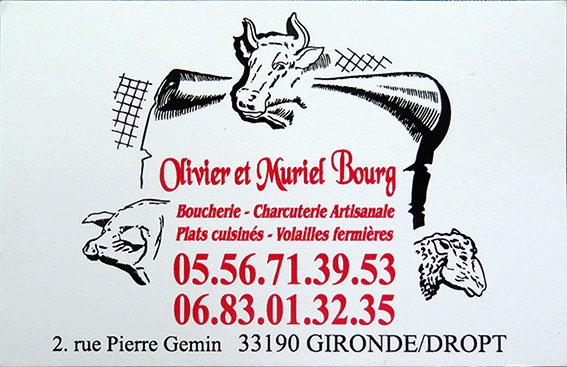 Olivier et Muriel Bourg
Boucherie - Charcuterie Artisanale
Plats cuisinés - Volailles fermières
05.56.71.39.53
06.83.01.32.35
2. rue Pierre Gemin 33190 GIRONDE/DROPT